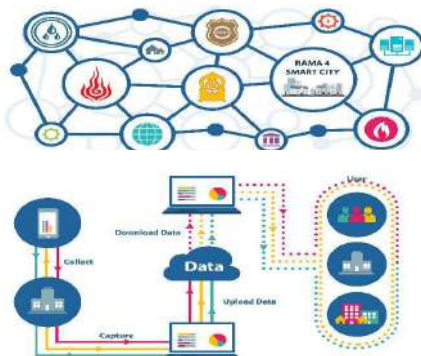 RAMA 4
SMART CITY
User
Download Data
Collect
Data
Upload Data
Capture